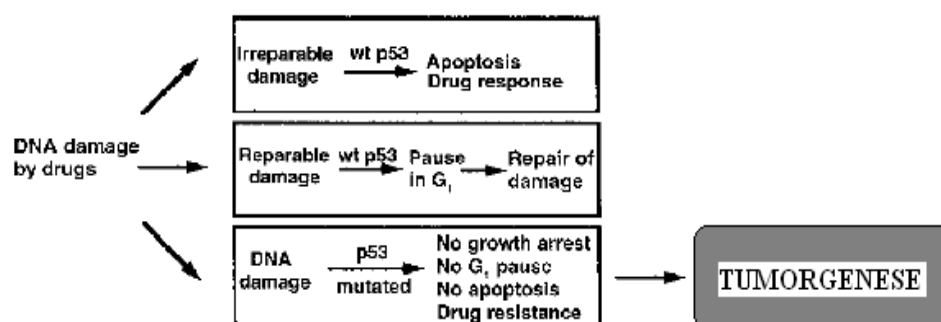 DNA damage
by drugs
Irreparable
damage
wt p53
Apoptosis
Drug response
Reparable
damage
wt p53
Pause
in G₁
Repair of
damage
DNA
damage
p53
mutated
No growth arrest
No G₁ pause
No apoptosis
Drug resistance
TUMORGENESE